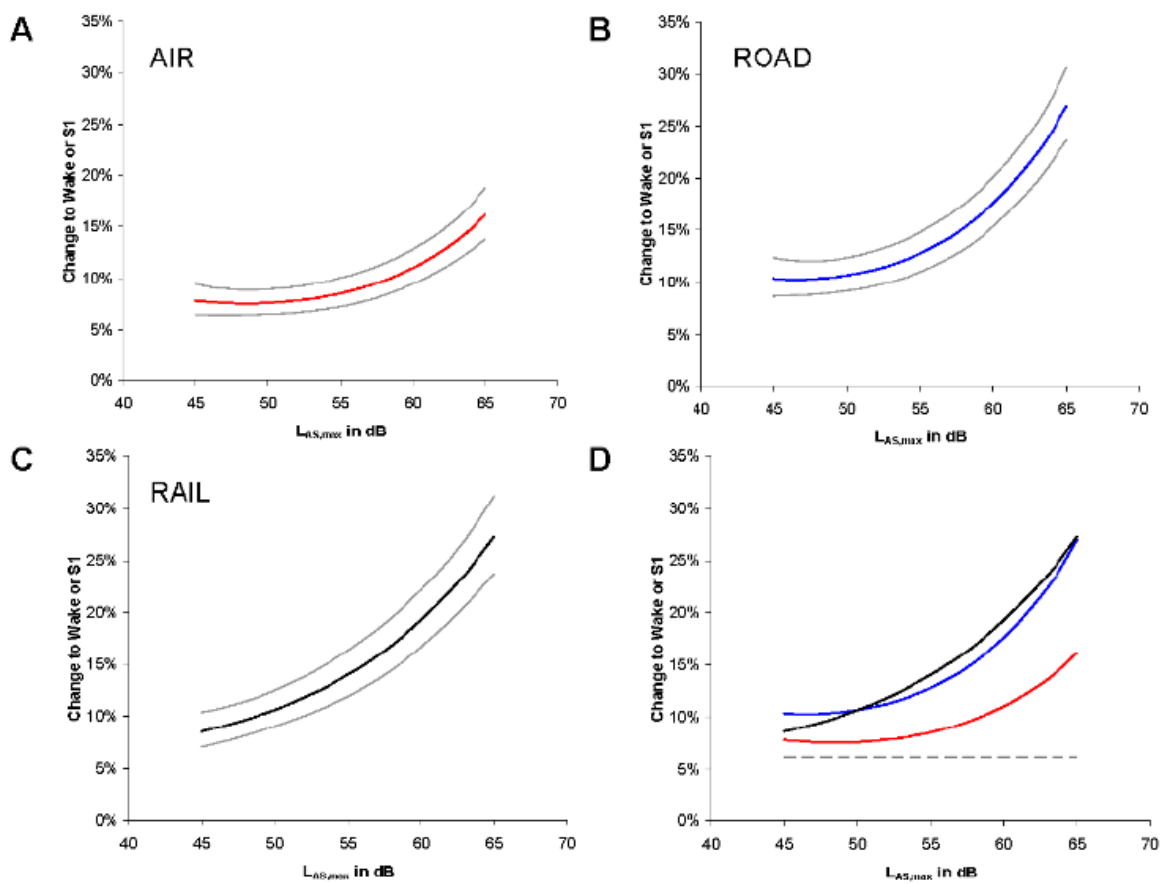 A
AIR
35%
30%
25%
20%
15%
10%
5%
0%
Change to Wake or S1
40 45 50 55 60 65 70
LAS,max in dB
B
ROAD
35%
30%
25%
20%
15%
10%
5%
0%
Change to Wake or S1
40 45 50 55 60 65 70
LAS,max in dB
C
RAIL
35%
30%
25%
20%
15%
10%
5%
0%
Change to Wake or S1
40 45 50 55 60 65 70
LAS,max in dB
D
35%
30%
25%
20%
15%
10%
5%
0%
Change to Wake or S1
40 45 50 55 60 65 70
LAS,max in dB